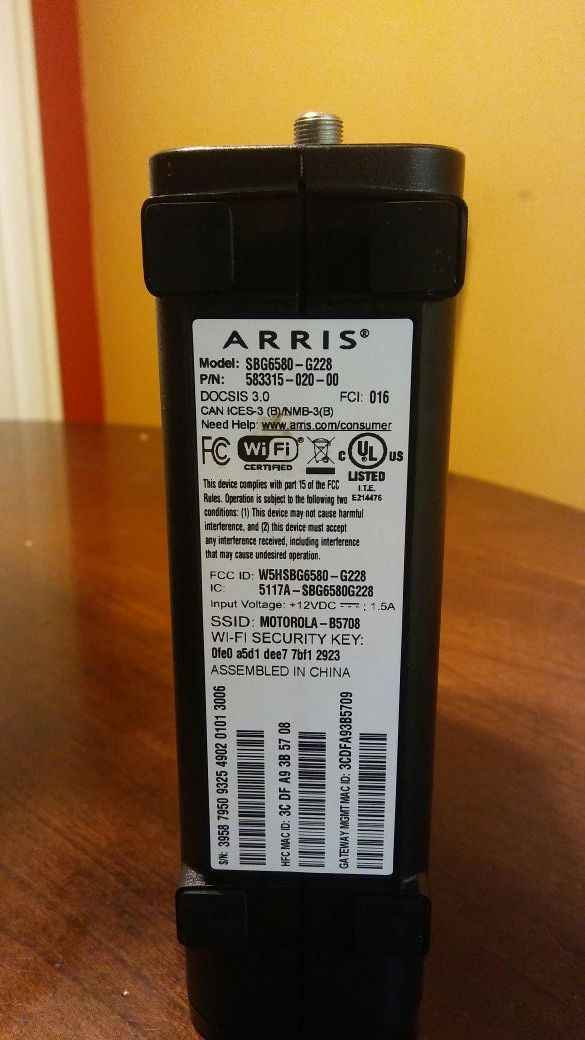 ARRIS®
Model: SBG6580-G228
P/N: 583315-020-00
DOCSIS 3.0 FCI: 016
CAN ICES-3 (B)/NMB-3(B)
Need Help: www.arris.com/consumer
FC Wi Fi ® c UL US
CERTIFIED LISTED
I.T.E.
E214476
This device complies with part 15 of the FCC
Rules. Operation is subject to the following two
conditions: (1) This device may not cause harmful
interference, and (2) this device must accept
any interference received, including interference
that may cause undesired operation.
FCC ID: W5HSBG6580-G228
IC: 5117A-SBG6580G228
Input Voltage: +12VDC ; 1.5A
SSID: MOTOROLA-B5708
WI-FI SECURITY KEY:
0fe0 a5d1 dee7 7bf1 2923
ASSEMBLED IN CHINA
S/N: 3958 7950 9325 4902 0101 3006
HFC MAC ID: 3C DF A9 3B 57 08
GATEWAY MGMT MAC ID: 3CDFA93B5709